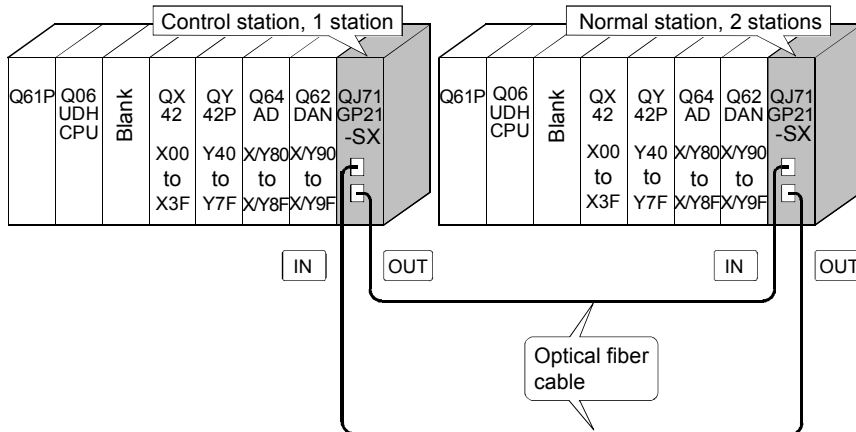 Control station, 1 station
Normal station, 2 stations
Q61P
Q06
UDH
CPU
Blank
QX
42
X00
to
X3F
QY
42P
Y40
to
Y7F
Q64
AD
X/Y80
to
X/Y8F
Q62
DAN
X/Y90
to
X/Y9F
QJ71
GP21
-SX
Q61P
Q06
UDH
CPU
Blank
QX
42
X00
to
X3F
QY
42P
Y40
to
Y7F
Q64
AD
X/Y80
to
X/Y8F
Q62
DAN
X/Y90
to
X/Y9F
QJ71
GP21
-SX
IN
OUT
IN
OUT
Optical fiber
cable